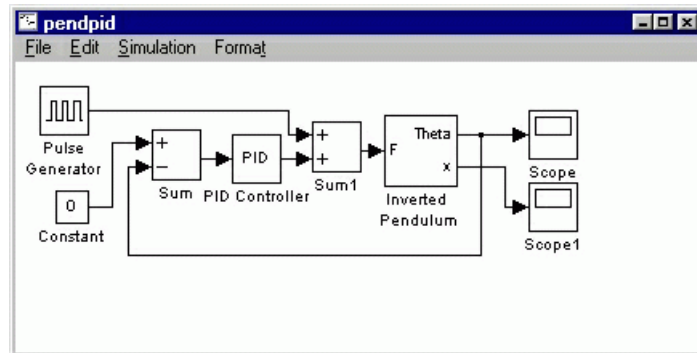 pendpid
File Edit Simulation Format
Pulse
Generator
0
Constant
+
−
Sum
PID
PID Controller
+
+
Sum1
F
Theta
x
Inverted
Pendulum
Scope
Scope1